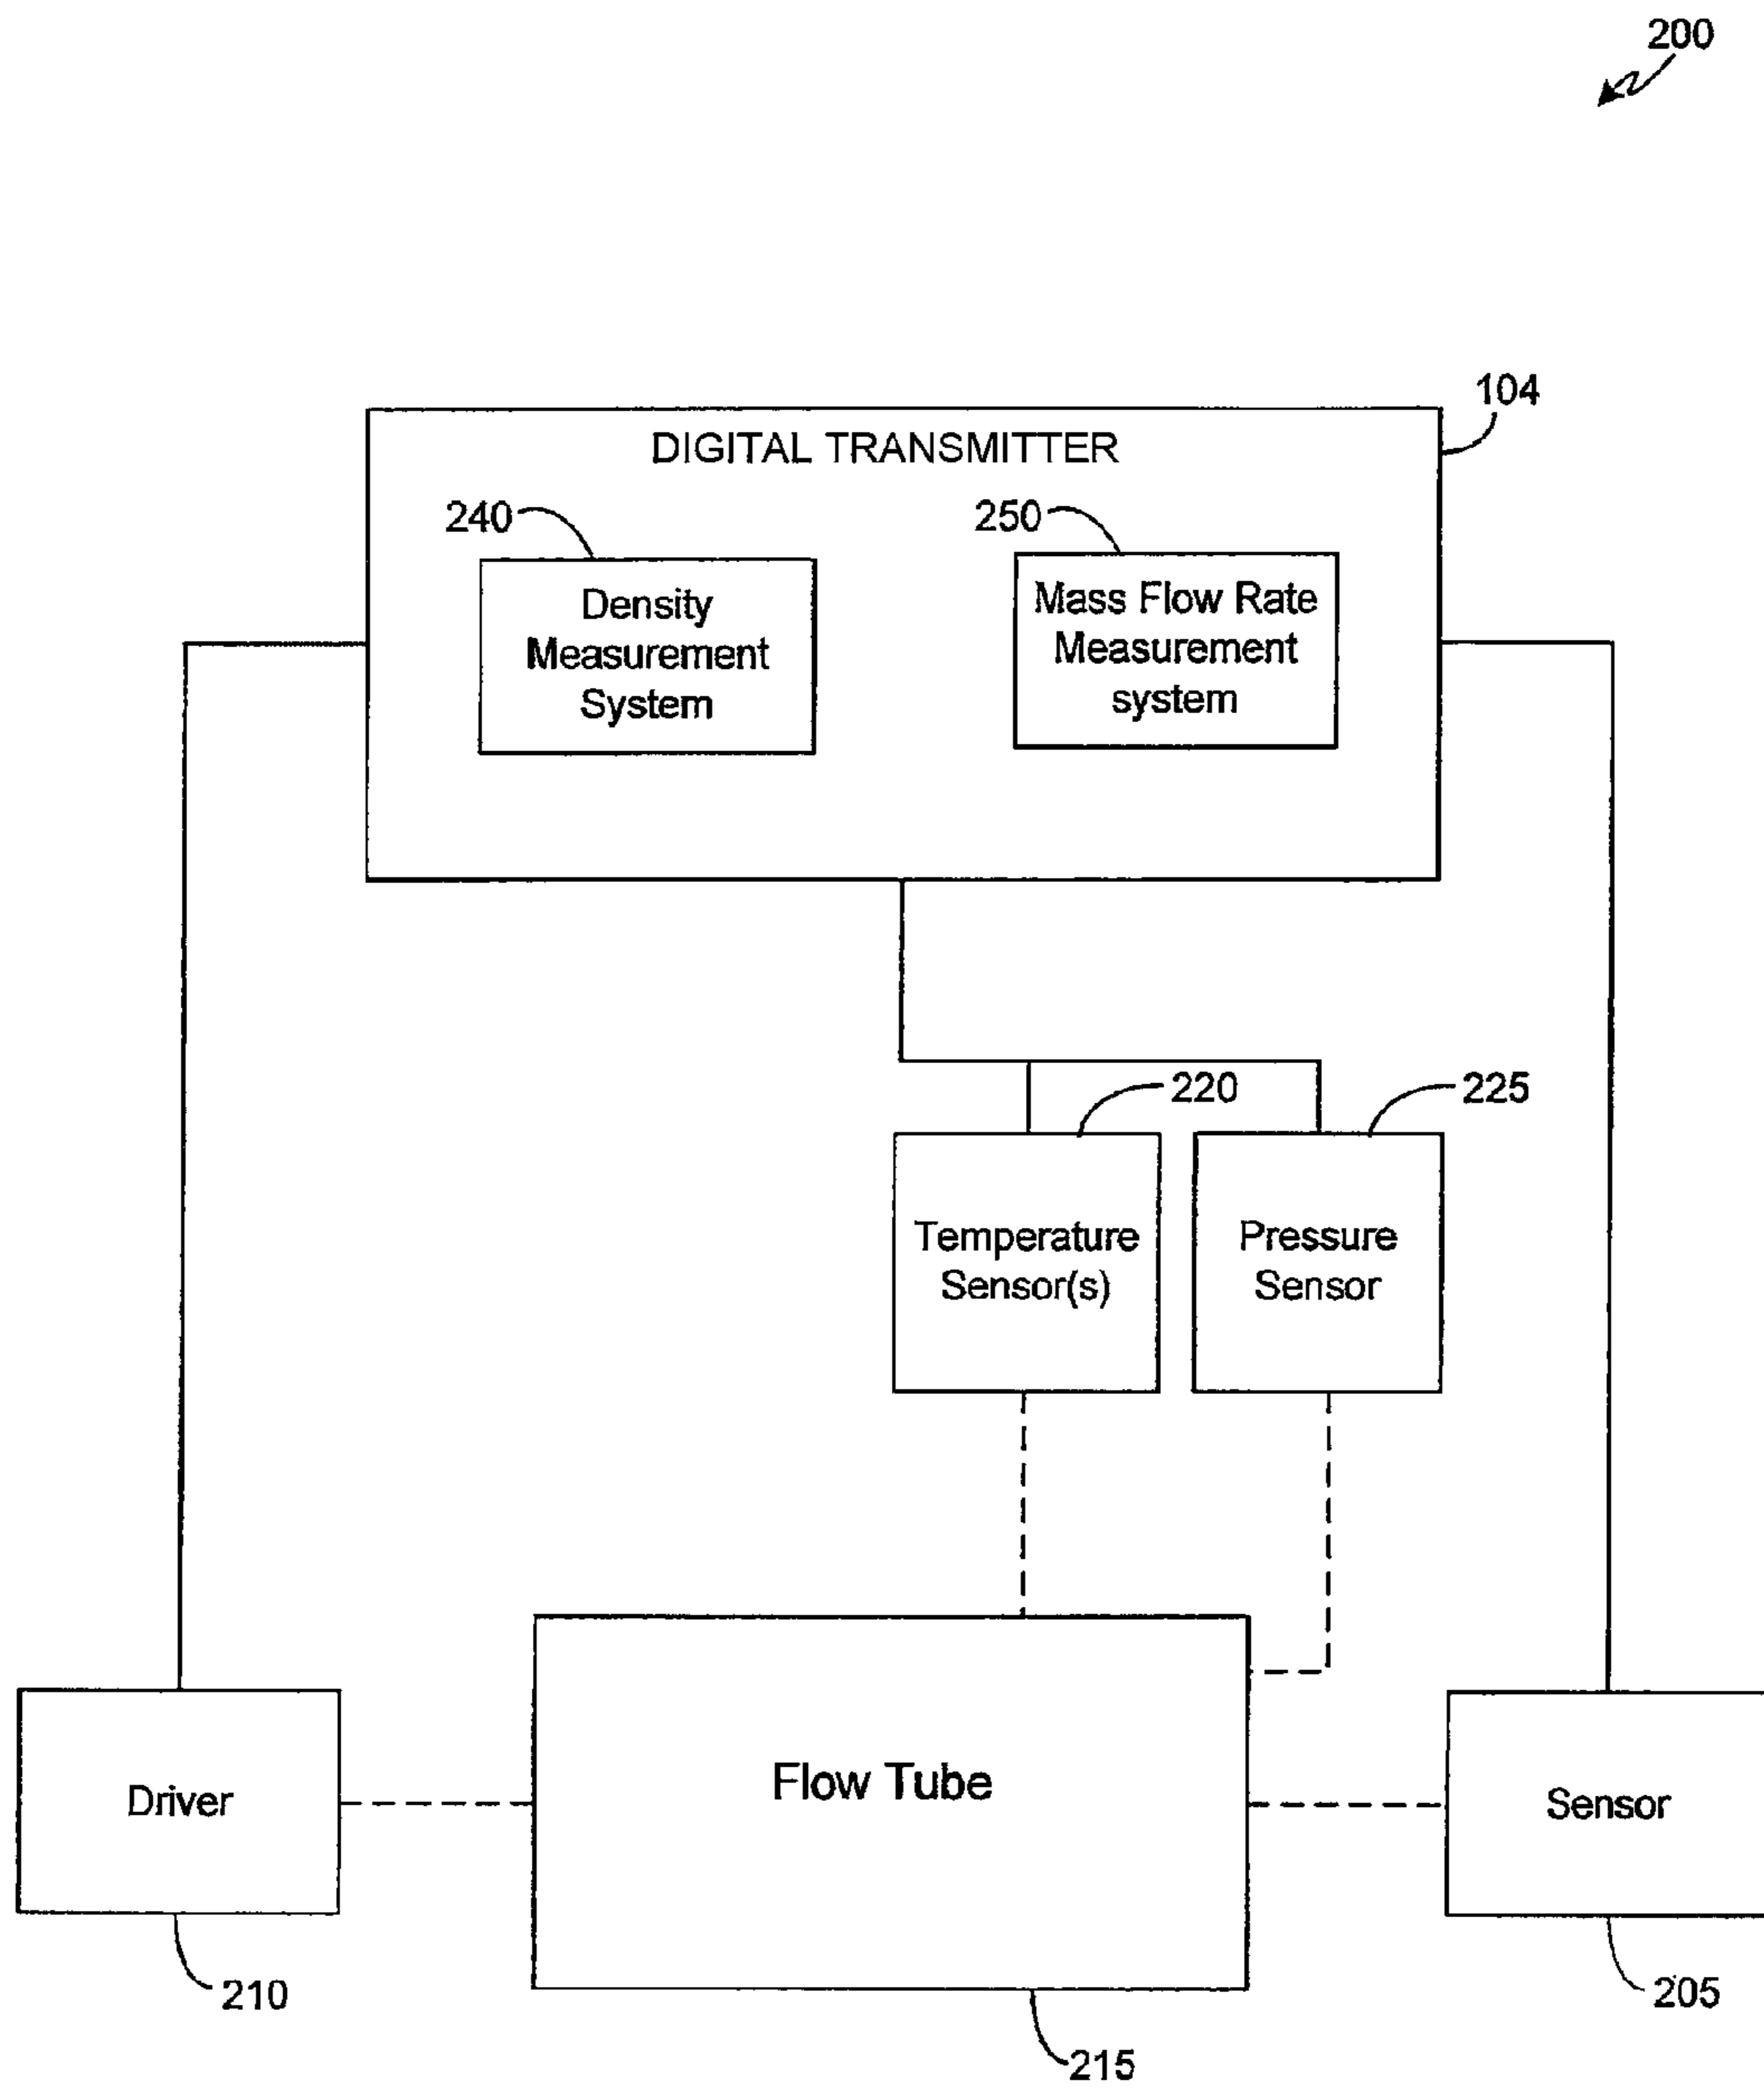 200
104
DIGITAL TRANSMITTER
240
250
Density
Measurement
System
Mass Flow Rate
Measurement
system
220
225
Temperature
Sensor(s)
Pressure
Sensor
Flow Tube
Driver
Sensor
210
205
215